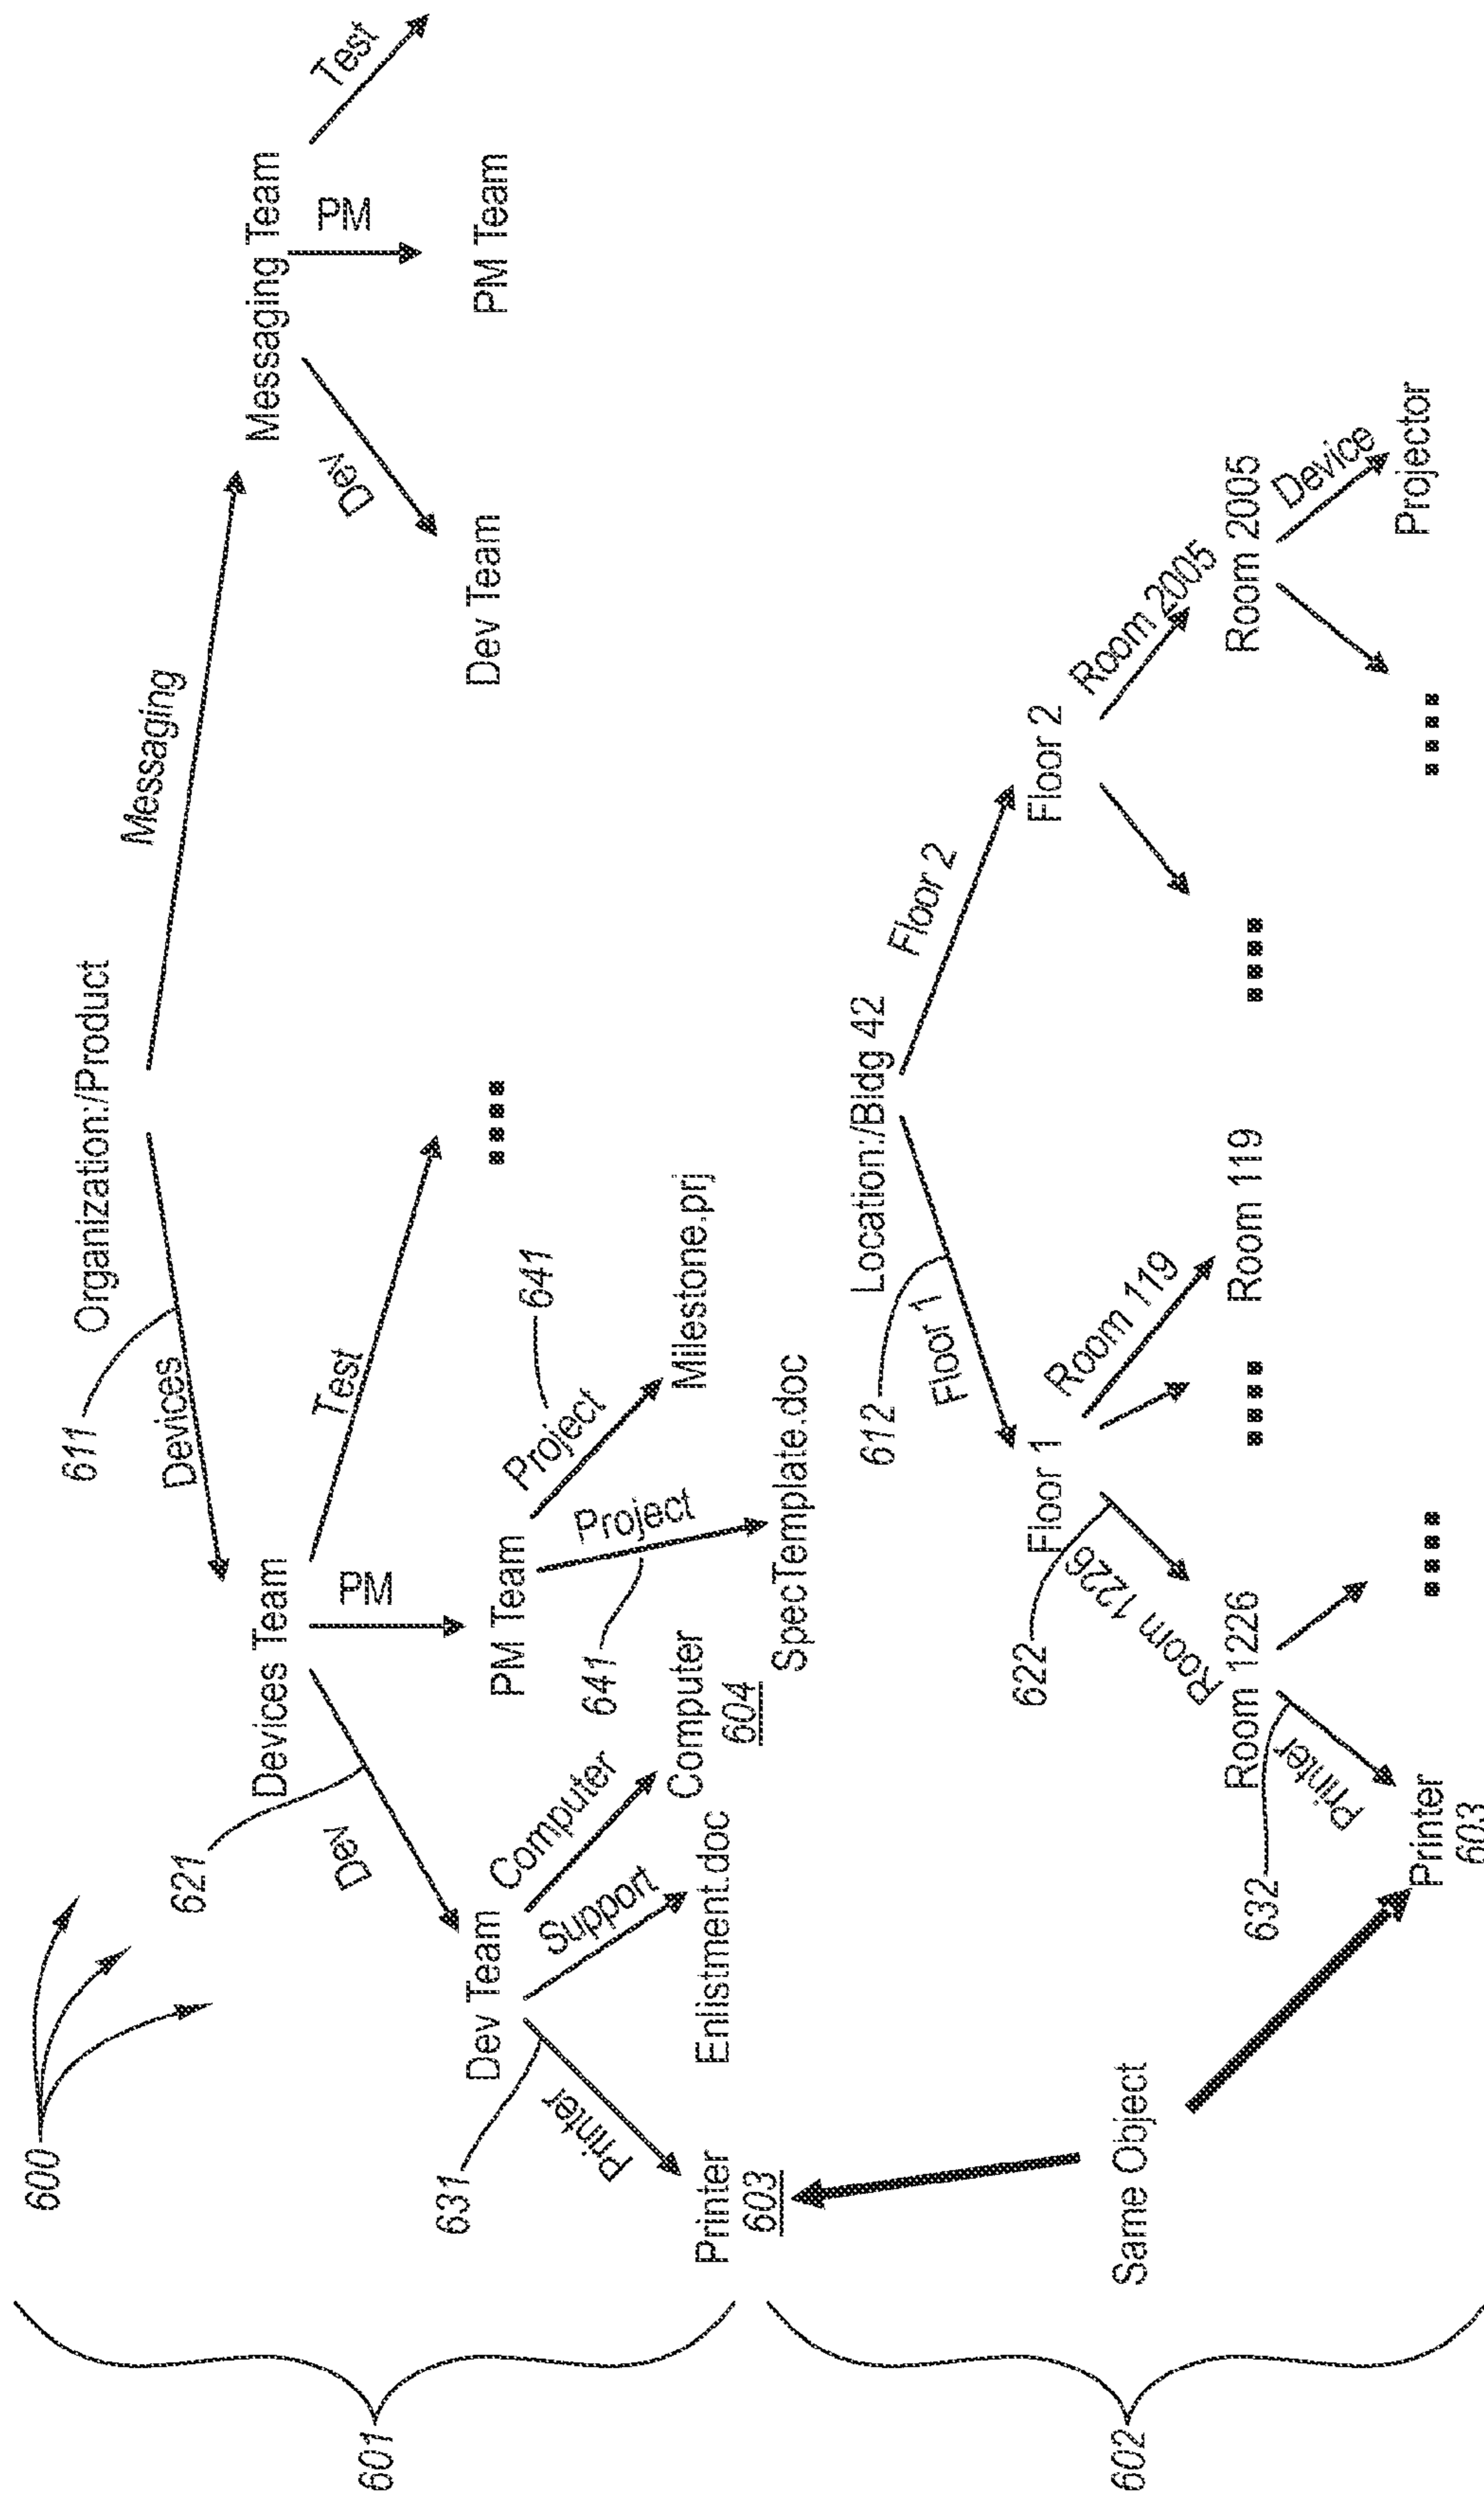 600
Organization:/Product
611
Devices
Messaging
621
Devices Team
Messaging Team
Dev
PM
Test
Dev
PM
Test
631
Dev Team
PM Team
641
Dev Team
PM Team
Printer
Support
Computer
641
Project
Project
Printer
603
Enlistment.doc
Computer
604
Milestone.prj
SpecTemplate.doc
601
Location:/Bldg 42
612
Floor 1
Floor 2
Floor 1
Floor 2
622
Room 1226
Room 119
Room 2005
Same Object
Room 1226
Room 119
Room 2005
632
Printer
Device
Printer
603
Projector
602